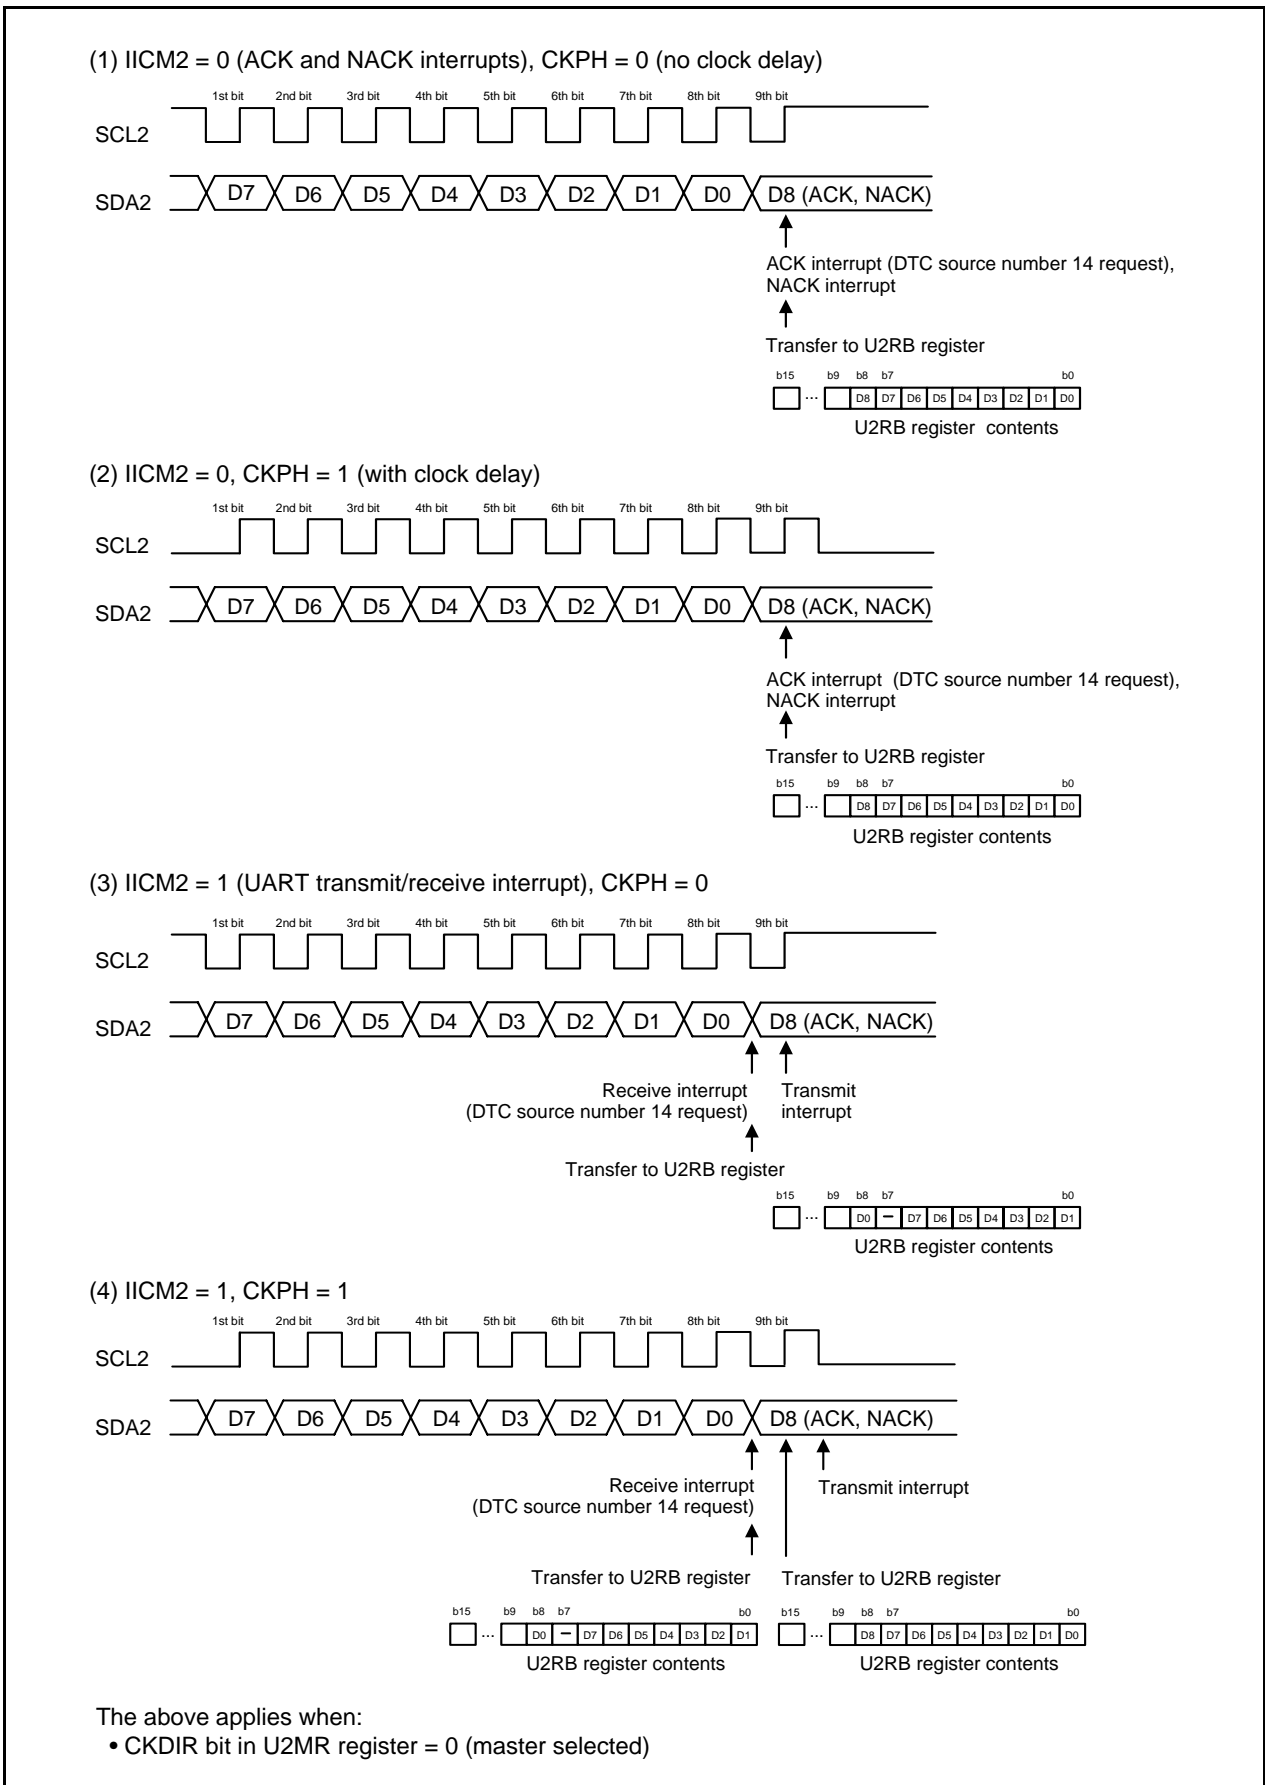 (1) IICM2 = 0 (ACK and NACK interrupts), CKPH = 0 (no clock delay)
1st bit 2nd bit 3rd bit 4th bit 5th bit 6th bit 7th bit 8th bit 9th bit
SCL2
SDA2 D7 D6 D5 D4 D3 D2 D1 D0 D8 (ACK, NACK)
ACK interrupt (DTC source number 14 request),
NACK interrupt
Transfer to U2RB register
b15 b9 b8 b7 b0
... D8 D7 D6 D5 D4 D3 D2 D1 D0
U2RB register contents
(2) IICM2 = 0, CKPH = 1 (with clock delay)
1st bit 2nd bit 3rd bit 4th bit 5th bit 6th bit 7th bit 8th bit 9th bit
SCL2
SDA2 D7 D6 D5 D4 D3 D2 D1 D0 D8 (ACK, NACK)
ACK interrupt (DTC source number 14 request),
NACK interrupt
Transfer to U2RB register
b15 b9 b8 b7 b0
... D8 D7 D6 D5 D4 D3 D2 D1 D0
U2RB register contents
(3) IICM2 = 1 (UART transmit/receive interrupt), CKPH = 0
1st bit 2nd bit 3rd bit 4th bit 5th bit 6th bit 7th bit 8th bit 9th bit
SCL2
SDA2 D7 D6 D5 D4 D3 D2 D1 D0 D8 (ACK, NACK)
Receive interrupt Transmit
(DTC source number 14 request) interrupt
Transfer to U2RB register
b15 b9 b8 b7 b0
... D0 – D7 D6 D5 D4 D3 D2 D1
U2RB register contents
(4) IICM2 = 1, CKPH = 1
1st bit 2nd bit 3rd bit 4th bit 5th bit 6th bit 7th bit 8th bit 9th bit
SCL2
SDA2 D7 D6 D5 D4 D3 D2 D1 D0 D8 (ACK, NACK)
Receive interrupt Transmit interrupt
(DTC source number 14 request)
Transfer to U2RB register Transfer to U2RB register
b15 b9 b8 b7 b0 b15 b9 b8 b7 b0
... D0 – D7 D6 D5 D4 D3 D2 D1 ... D8 D7 D6 D5 D4 D3 D2 D1 D0
U2RB register contents U2RB register contents
The above applies when:
• CKDIR bit in U2MR register = 0 (master selected)